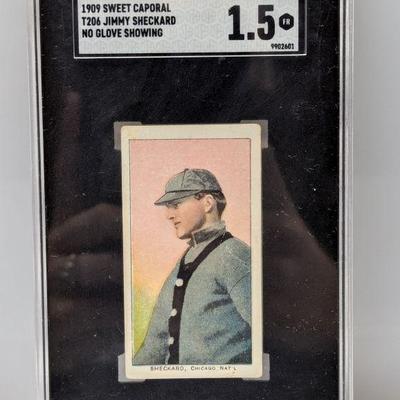 1909 SWEET CAPORAL
T206 JIMMY SHECKARD
NO GLOVE SHOWING
1.5 FR
9902601
SHECKARD, CHICAGO NAT'L